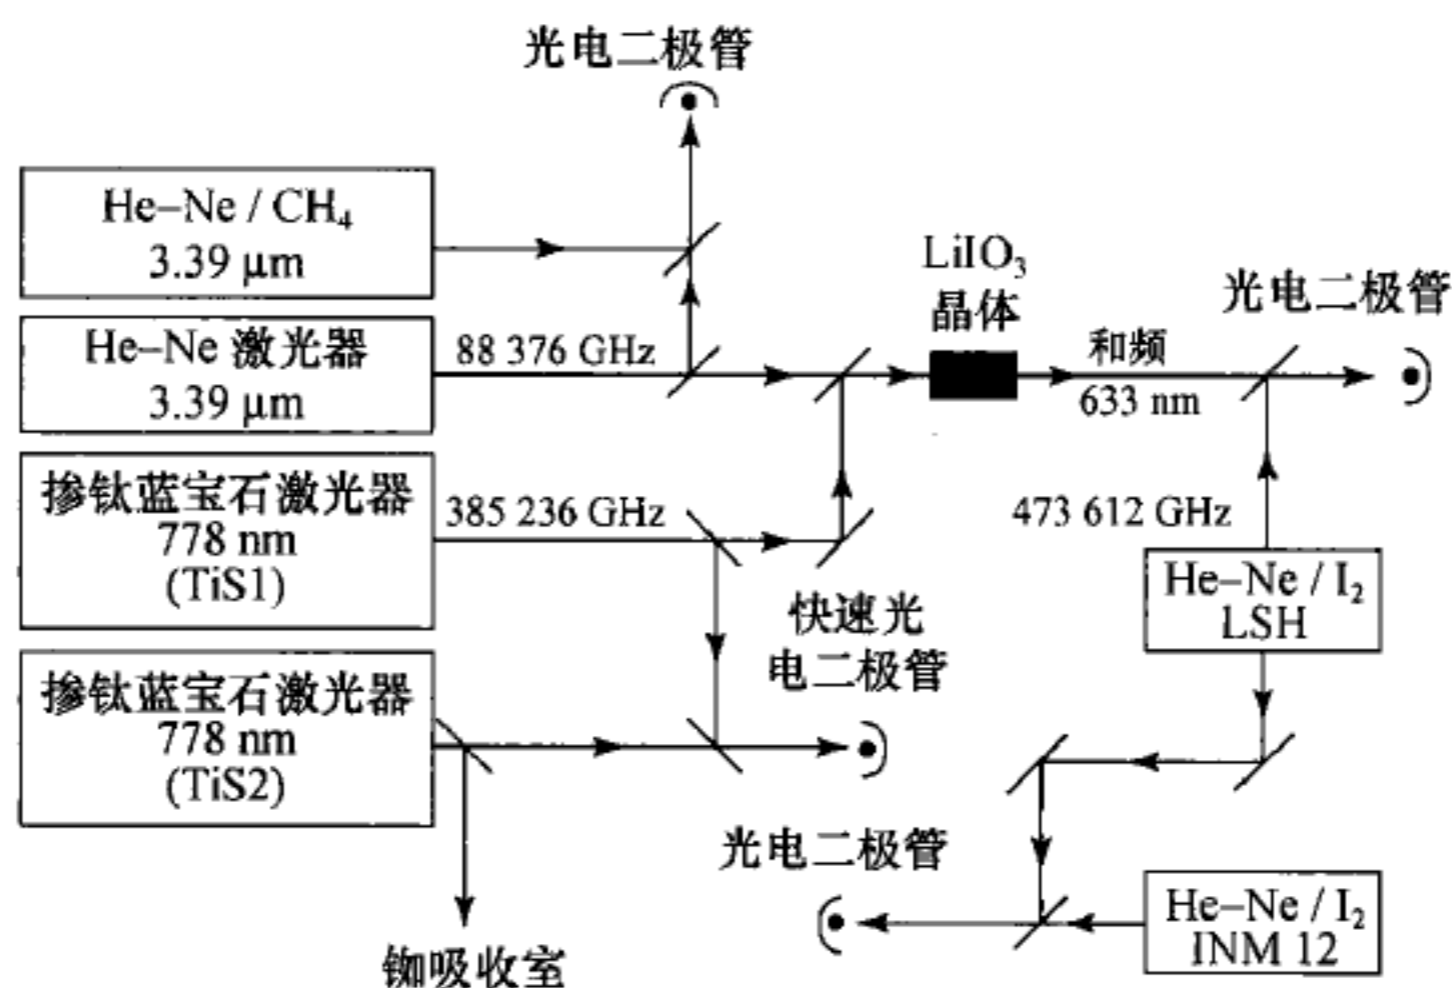 光电二极管
He–Ne / CH₄
3.39 μm
He–Ne 激光器
3.39 μm
88 376 GHz
LiIO₃
晶体
和频
633 nm
光电二极管
掺钛蓝宝石激光器
778 nm
(TiS1)
385 236 GHz
473 612 GHz
He–Ne / I₂
LSH
快速光
电二极管
掺钛蓝宝石激光器
778 nm
(TiS2)
光电二极管
He–Ne / I₂
INM 12
铷吸收室